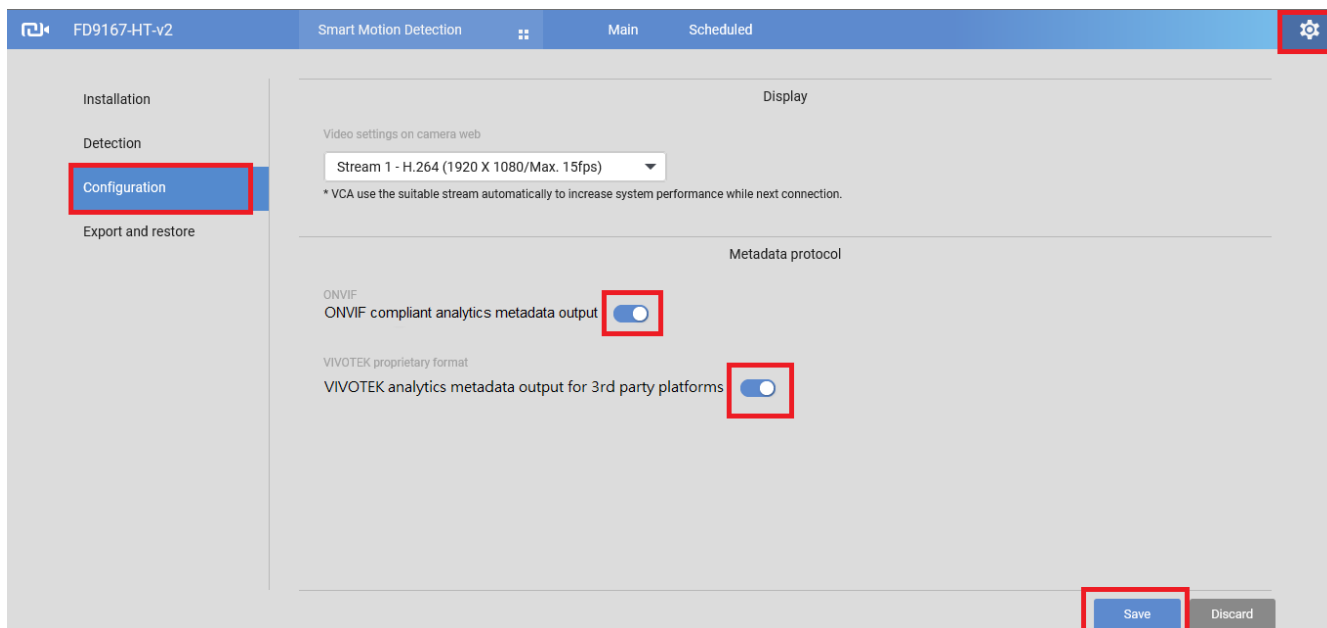 FD9167-HT-v2
Smart Motion Detection
Main
Scheduled
Installation
Detection
Configuration
Export and restore
Display
Video settings on camera web
Stream 1 - H.264 (1920 X 1080/Max. 15fps)
* VCA use the suitable stream automatically to increase system performance while next connection.
Metadata protocol
ONVIF
ONVIF compliant analytics metadata output
VIVOTEK proprietary format
VIVOTEK analytics metadata output for 3rd party platforms
Save
Discard